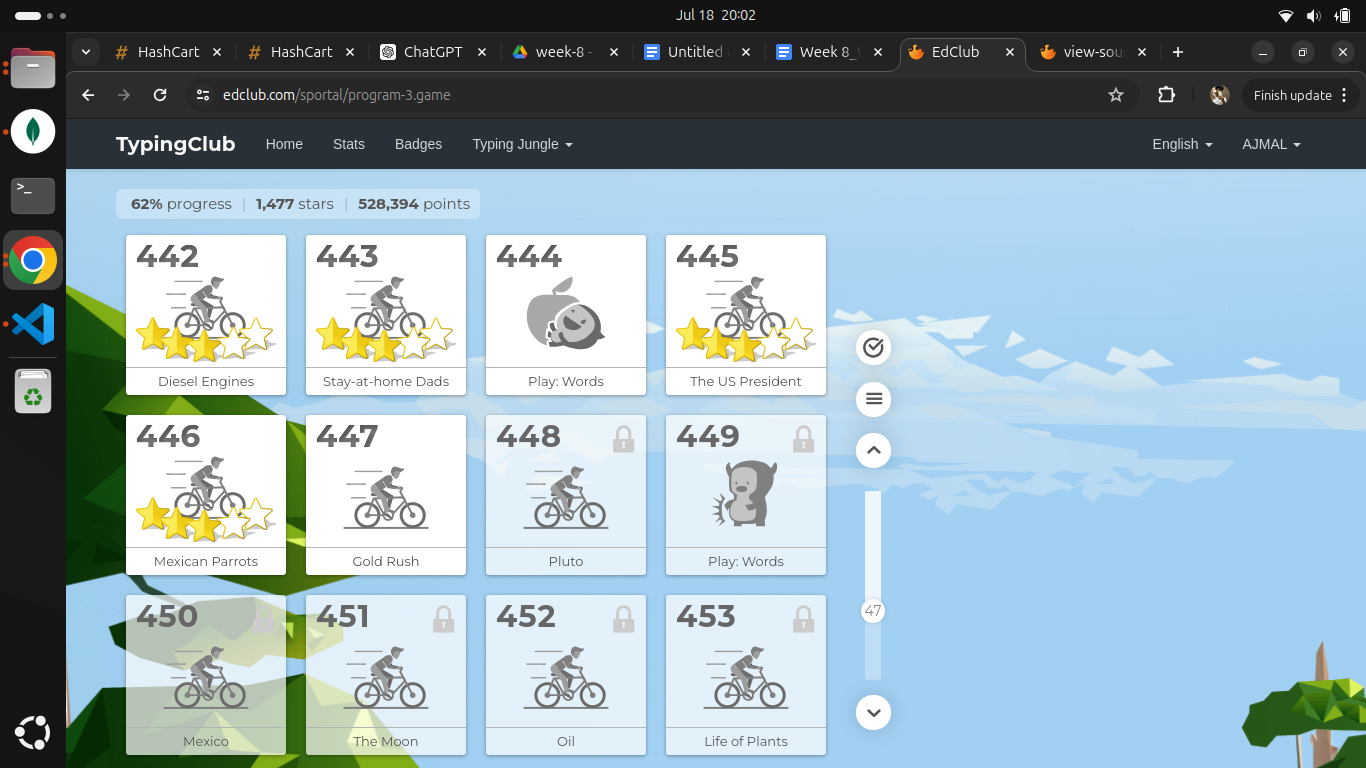 Jul 18 20:02
HashCart
HashCart
ChatGPT
week-8 -
Untitled
Week 8_
EdClub
view-sou
edclub.com/sportal/program-3.game
Finish update
TypingClub Home Stats Badges Typing Jungle English AJMAL
62% progress | 1,477 stars | 528,394 points
442 443 444 445
Diesel Engines Stay-at-home Dads Play: Words The US President
446 447 448 449
Mexican Parrots Gold Rush Pluto Play: Words
47
450 451 452 453
Mexico The Moon Oil Life of Plants